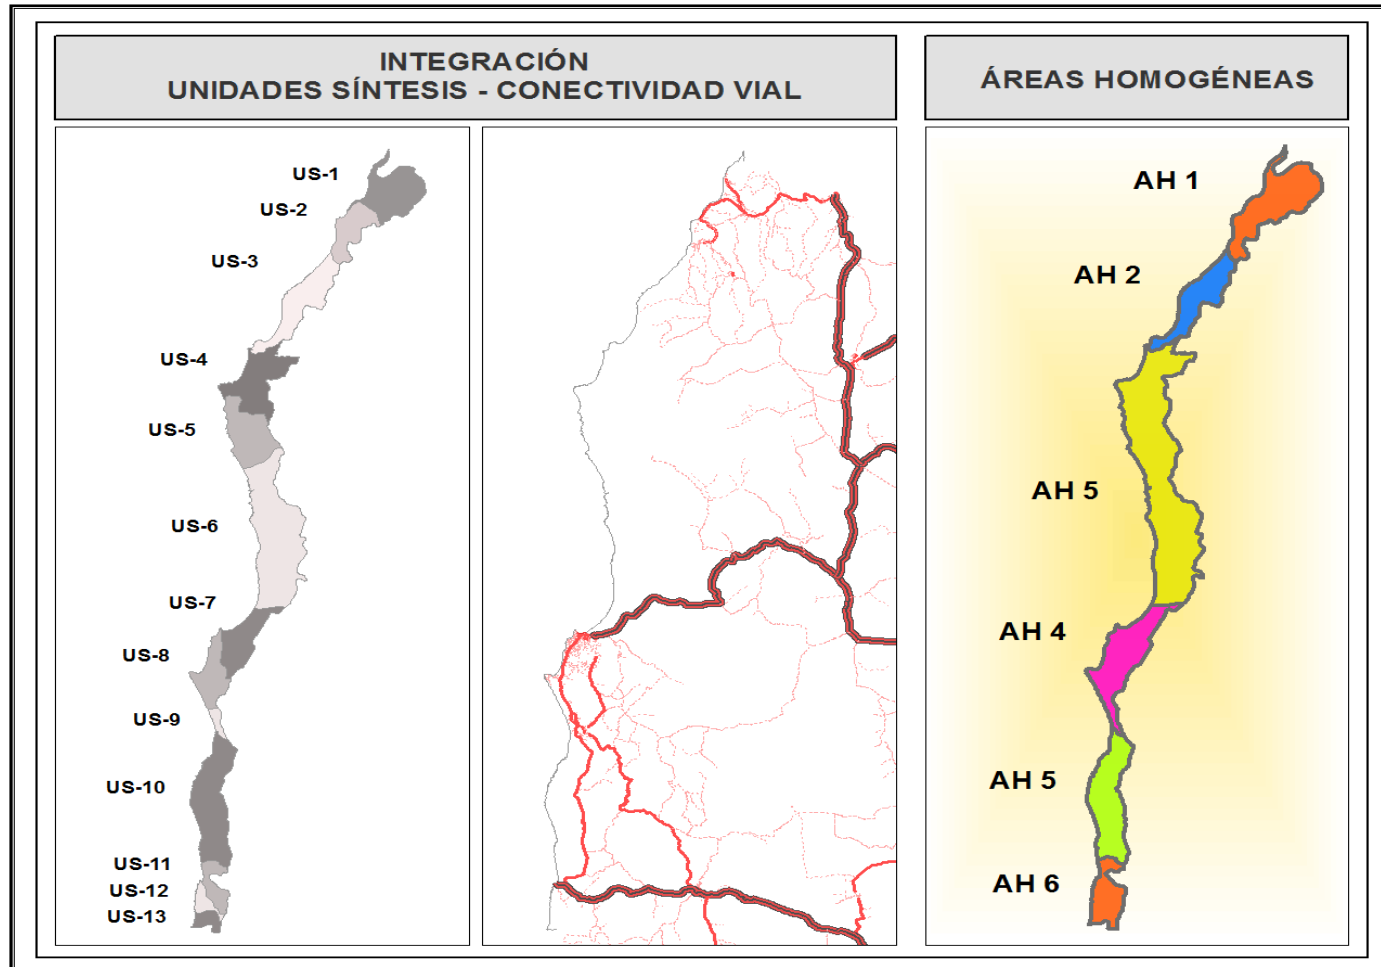 INTEGRACIÓN
UNIDADES SÍNTESIS - CONECTIVIDAD VIAL
ÁREAS HOMOGÉNEAS
US-1
US-2
US-3
US-4
US-5
US-6
US-7
US-8
US-9
US-10
US-11
US-12
US-13
AH 1
AH 2
AH 5
AH 4
AH 5
AH 6